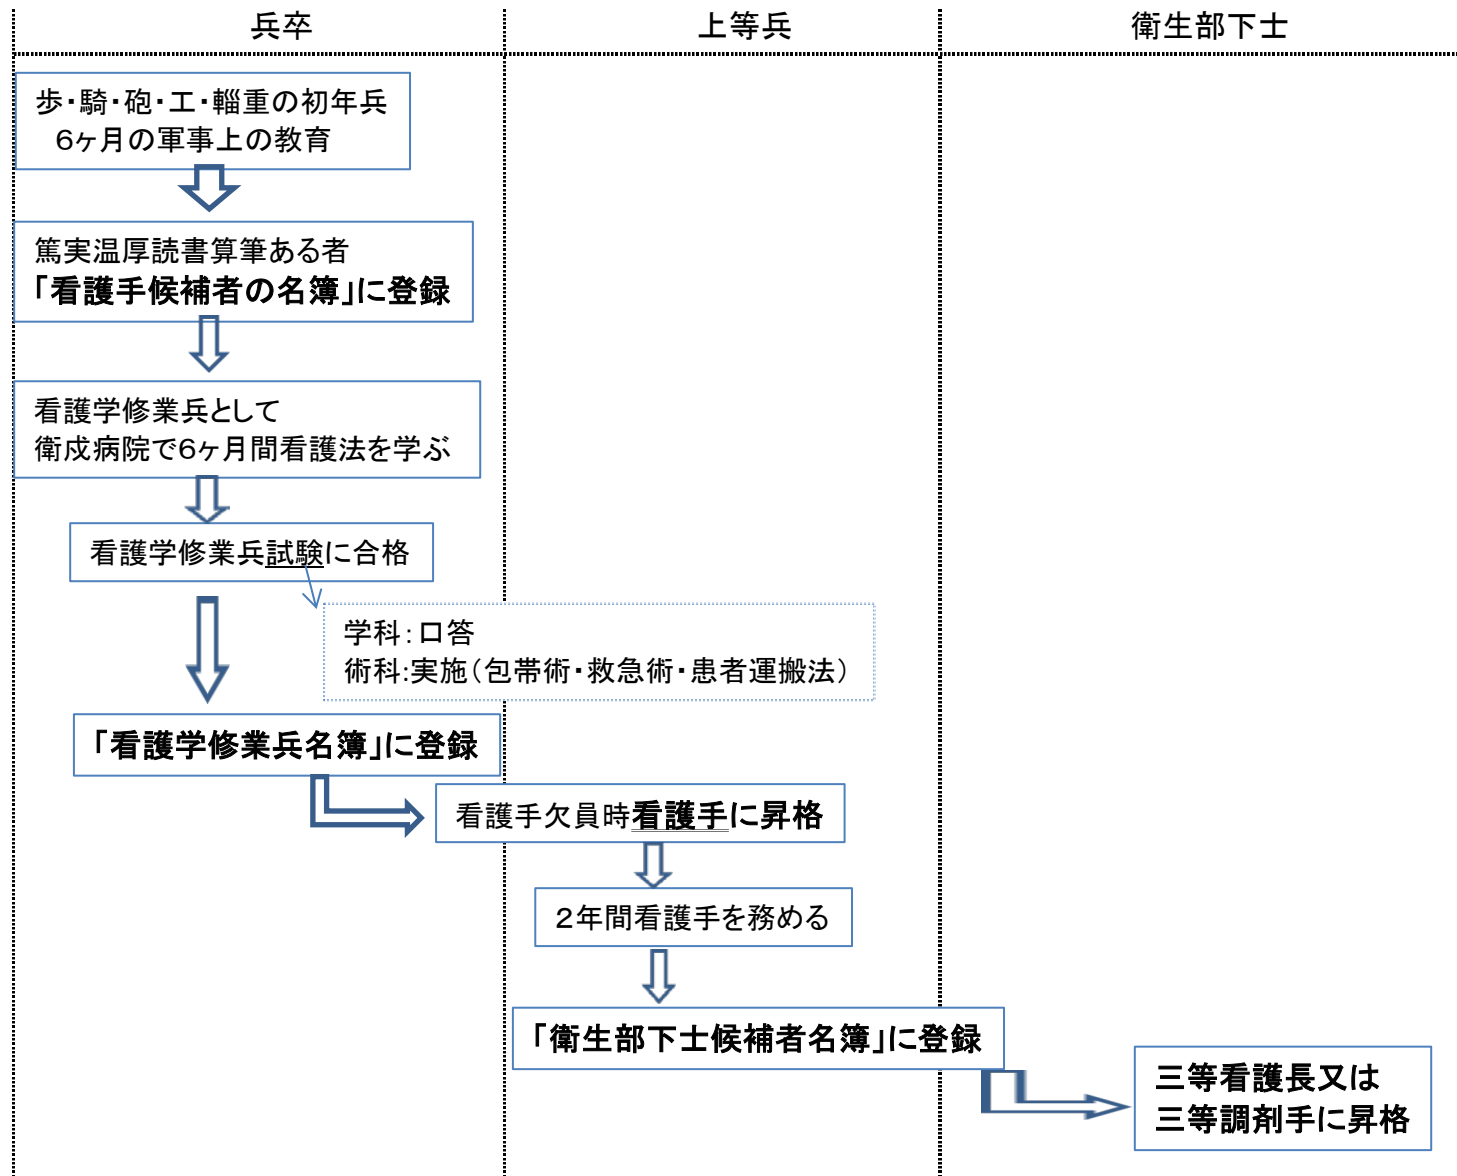 兵卒
上等兵
衛生部下士
歩・騎・砲・工・輜重の初年兵
6ヶ月の軍事上の教育
篤実温厚読書算筆ある者
「看護手候補者の名簿」に登録
看護学修業兵として
衛戍病院で6ヶ月間看護法を学ぶ
看護学修業兵試験に合格
学科:口答
術科:実施(包帯術・救急術・患者運搬法)
「看護学修業兵名簿」に登録
看護手欠員時看護手に昇格
2年間看護手を務める
「衛生部下士候補者名簿」に登録
三等看護長又は
三等調剤手に昇格